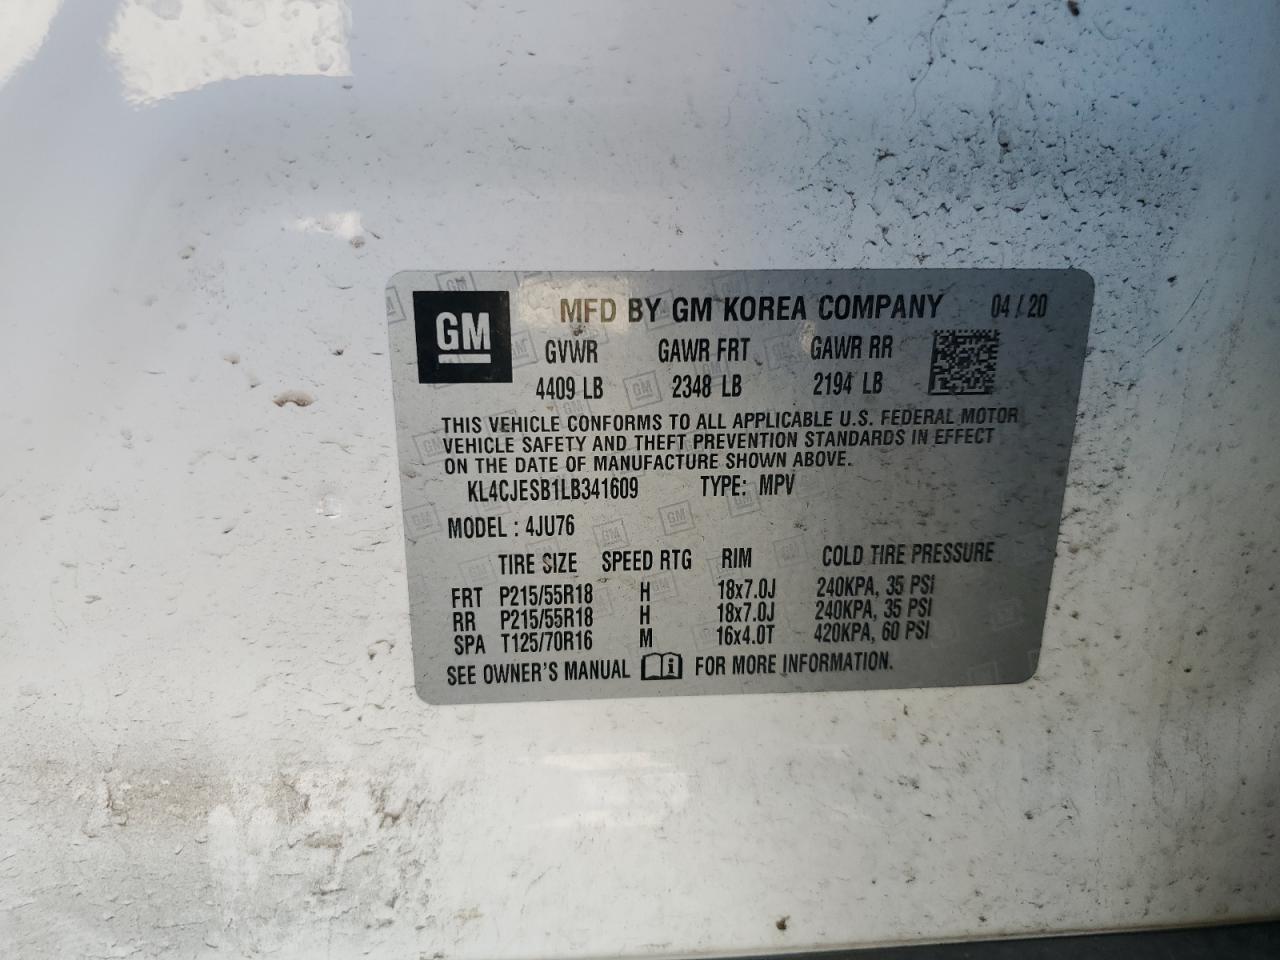 GM
MFD BY GM KOREA COMPANY 04/20
GVWR GAWR FRT GAWR RR
4409 LB 2348 LB 2194 LB
THIS VEHICLE CONFORMS TO ALL APPLICABLE U.S. FEDERAL MOTOR
VEHICLE SAFETY AND THEFT PREVENTION STANDARDS IN EFFECT
ON THE DATE OF MANUFACTURE SHOWN ABOVE.
KL4CJESB1LB341609 TYPE: MPV
MODEL : 4JU76
TIRE SIZE SPEED RTG RIM COLD TIRE PRESSURE
FRT P215/55R18 H 18x7.0J 240KPA, 35 PSI
RR P215/55R18 H 18x7.0J 240KPA, 35 PSI
SPA T125/70R16 M 16x4.0T 420KPA, 60 PSI
SEE OWNER'S MANUAL FOR MORE INFORMATION.